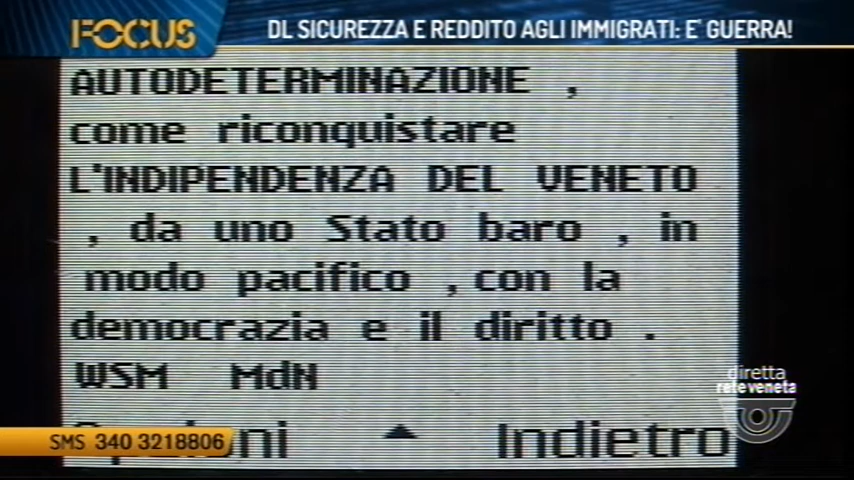 FOCUS
DL SICUREZZA E REDDITO AGLI IMMIGRATI: E' GUERRA!
AUTODETERMINAZIONE ,
come riconquistare
L'INDIPENDENZA DEL VENETO
, da uno Stato baro , in
modo pacifico , con la
democrazia e il diritto .
WSM MdN
diretta
reteveneta
SMS 340 3218806
Indietro